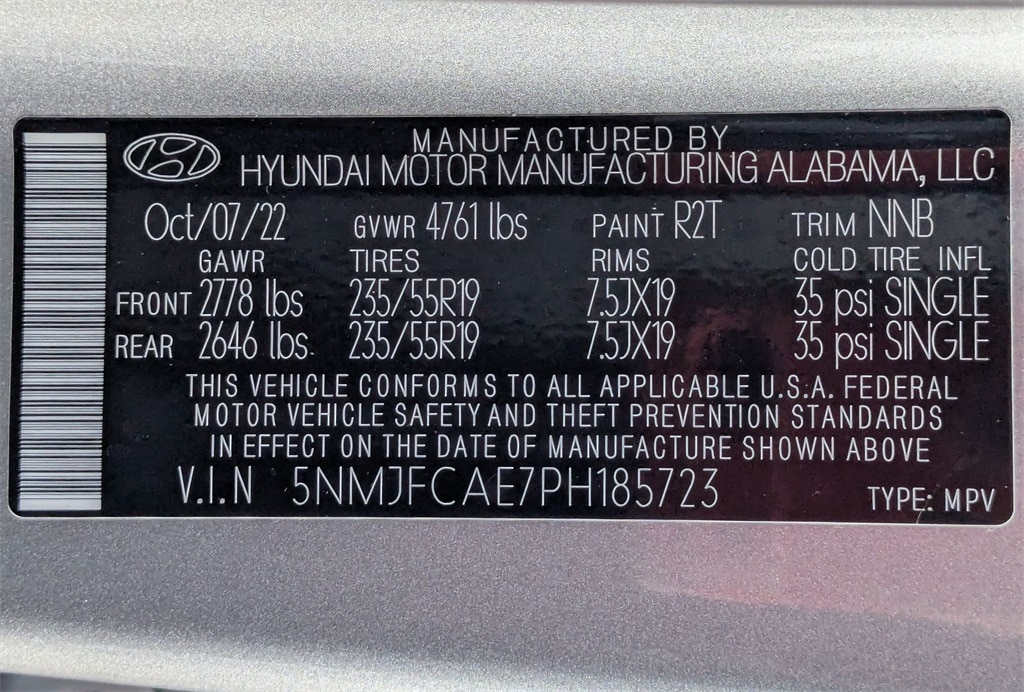 MANUFACTURED BY
HYUNDAI MOTOR MANUFACTURING ALABAMA, LLC
Oct/07/22 GVWR 4761 lbs PAINT R2T TRIM NNB
GAWR TIRES RIMS COLD TIRE INFL
FRONT 2778 lbs 235/55R19 7.5JX19 35 psi SINGLE
REAR 2646 lbs 235/55R19 7.5JX19 35 psi SINGLE
THIS VEHICLE CONFORMS TO ALL APPLICABLE U.S.A. FEDERAL
MOTOR VEHICLE SAFETY AND THEFT PREVENTION STANDARDS
IN EFFECT ON THE DATE OF MANUFACTURE SHOWN ABOVE
V.I.N 5NMJFCAE7PH185723 TYPE: MPV